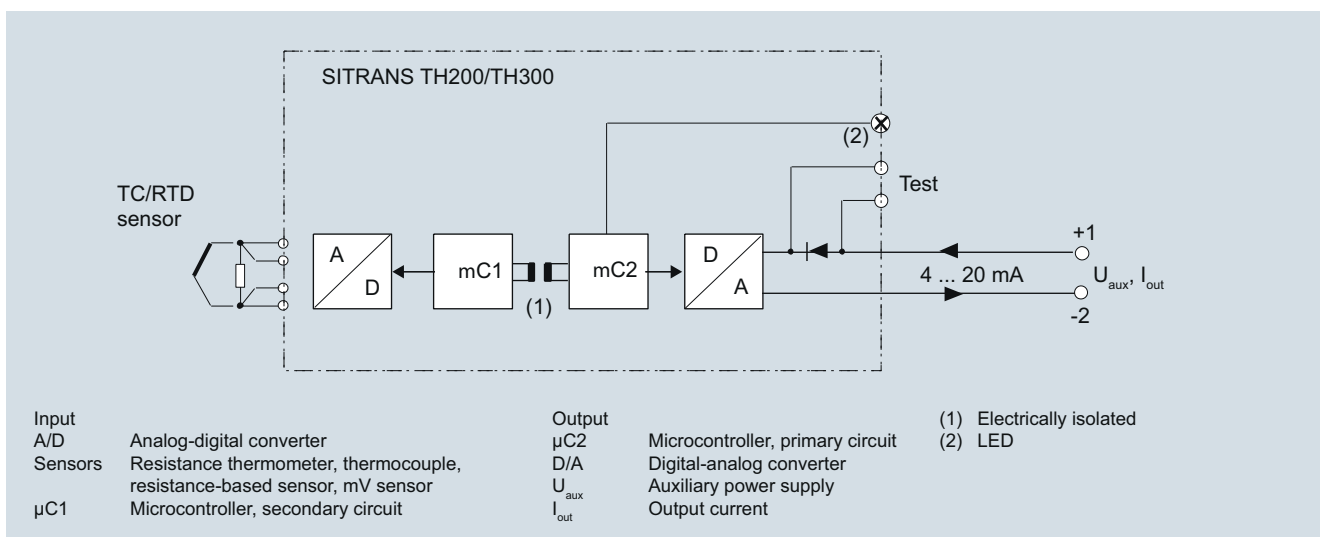 SITRANS TH200/TH300
(2)
Test
TC/RTD
sensor
+1
A
D
mC1
mC2
D
A
4 ... 20 mA
Uaux, Iout
(1)
-2
Input
A/D Analog-digital converter
Sensors Resistance thermometer, thermocouple,
resistance-based sensor, mV sensor
µC1 Microcontroller, secondary circuit
Output
µC2 Microcontroller, primary circuit
D/A Digital-analog converter
Uaux Auxiliary power supply
Iout Output current
(1) Electrically isolated
(2) LED